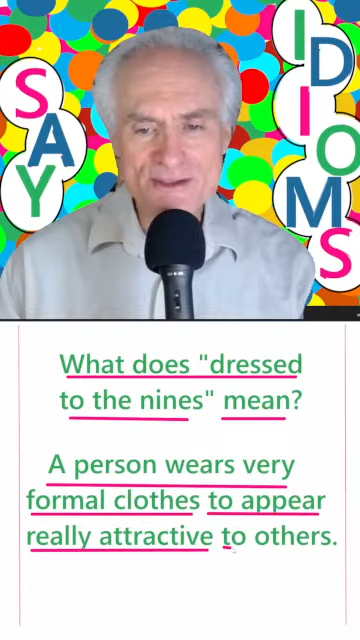 SAY
IDIOMS
What does "dressed
to the nines" mean?
A person wears very
formal clothes to appear
really attractive to others.